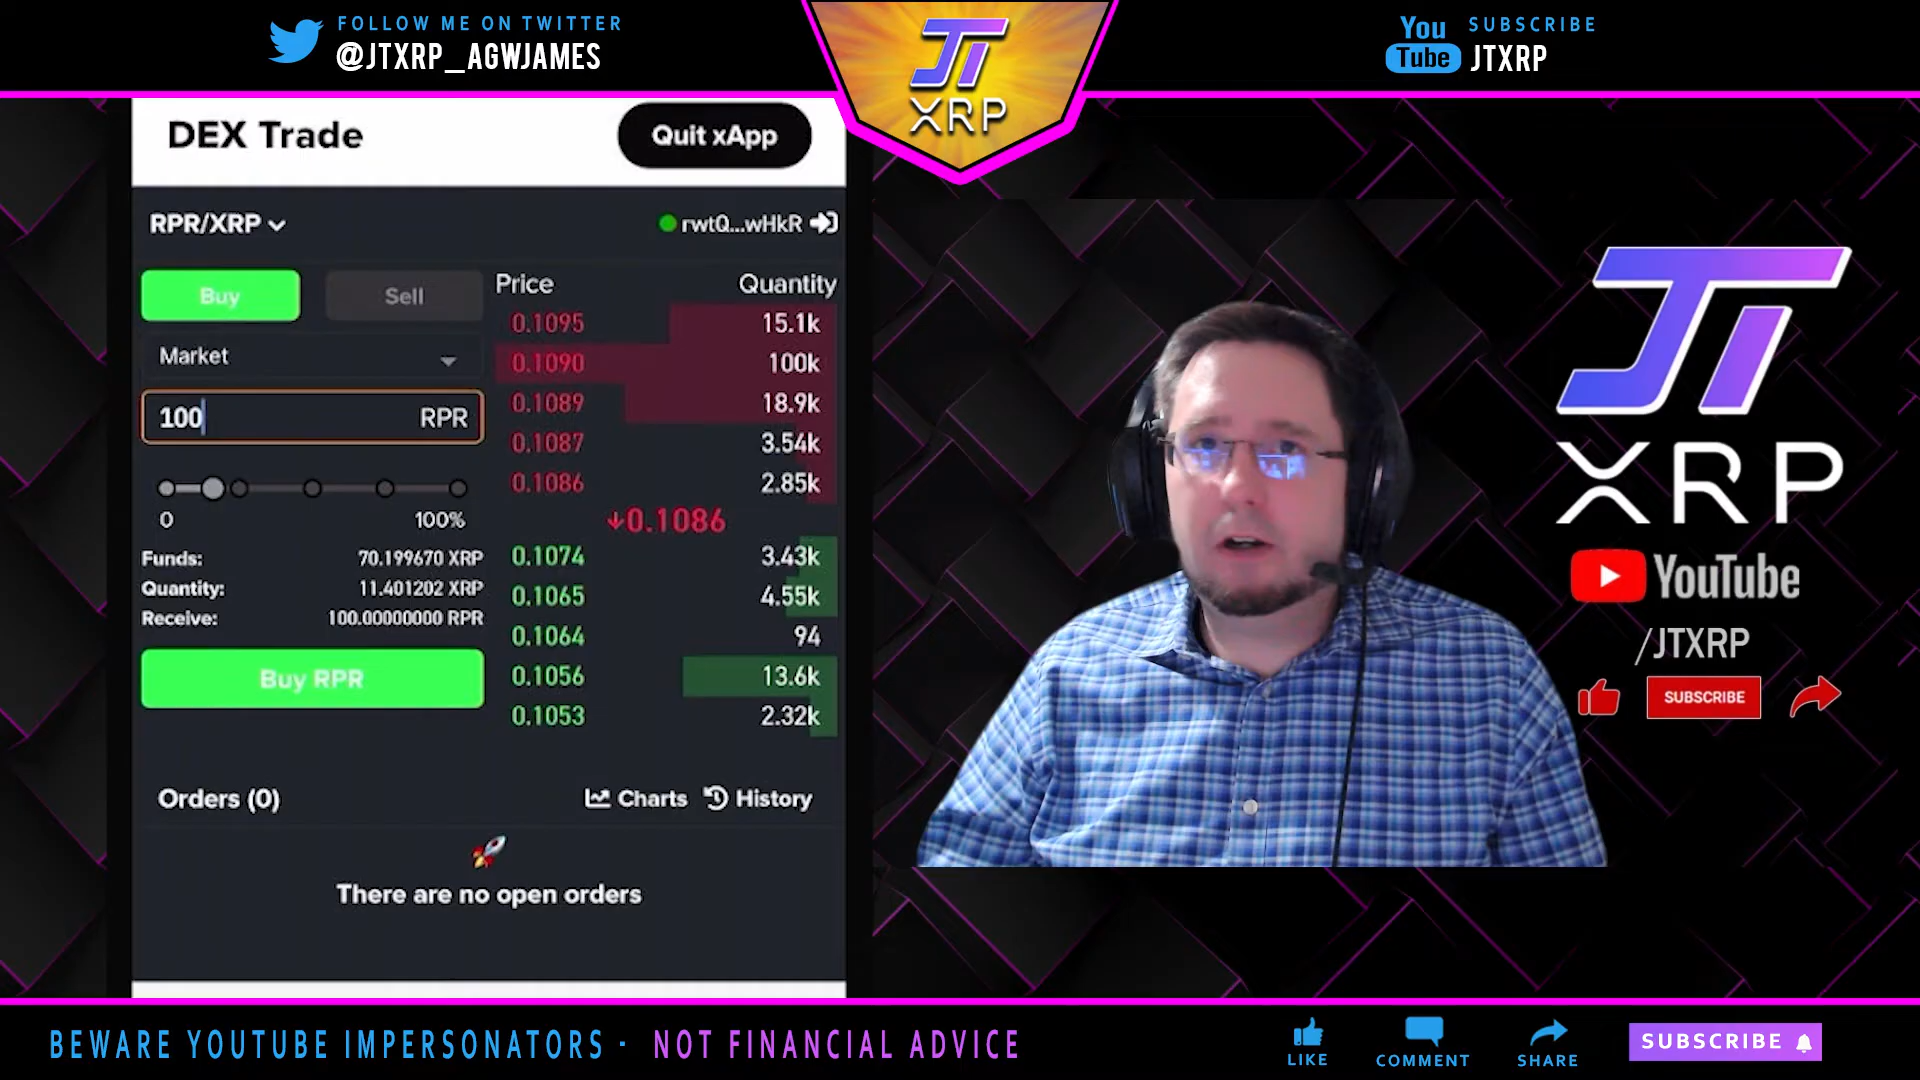 FOLLOW ME ON TWITTER
@JTXRP_AGWJAMES
JT
XRP
You
Tube
SUBSCRIBE
JTXRP
DEX Trade
Quit xApp
RPR/XRP
rwtQ...wHkR
Buy
Sell
Market
100
RPR
0
100%
Funds: 70.199670 XRP
Quantity: 11.401202 XRP
Receive: 100.00000000 RPR
Buy RPR
Price Quantity
0.1095 15.1k
0.1090 100k
0.1089 18.9k
0.1087 3.54k
0.1086 2.85k
↓0.1086
0.1074 3.43k
0.1065 4.55k
0.1064 94
0.1056 13.6k
0.1053 2.32k
Orders (0)
Charts
History
There are no open orders
JT
XRP
YouTube
/JTXRP
SUBSCRIBE
BEWARE YOUTUBE IMPERSONATORS - NOT FINANCIAL ADVICE
LIKE
COMMENT
SHARE
SUBSCRIBE